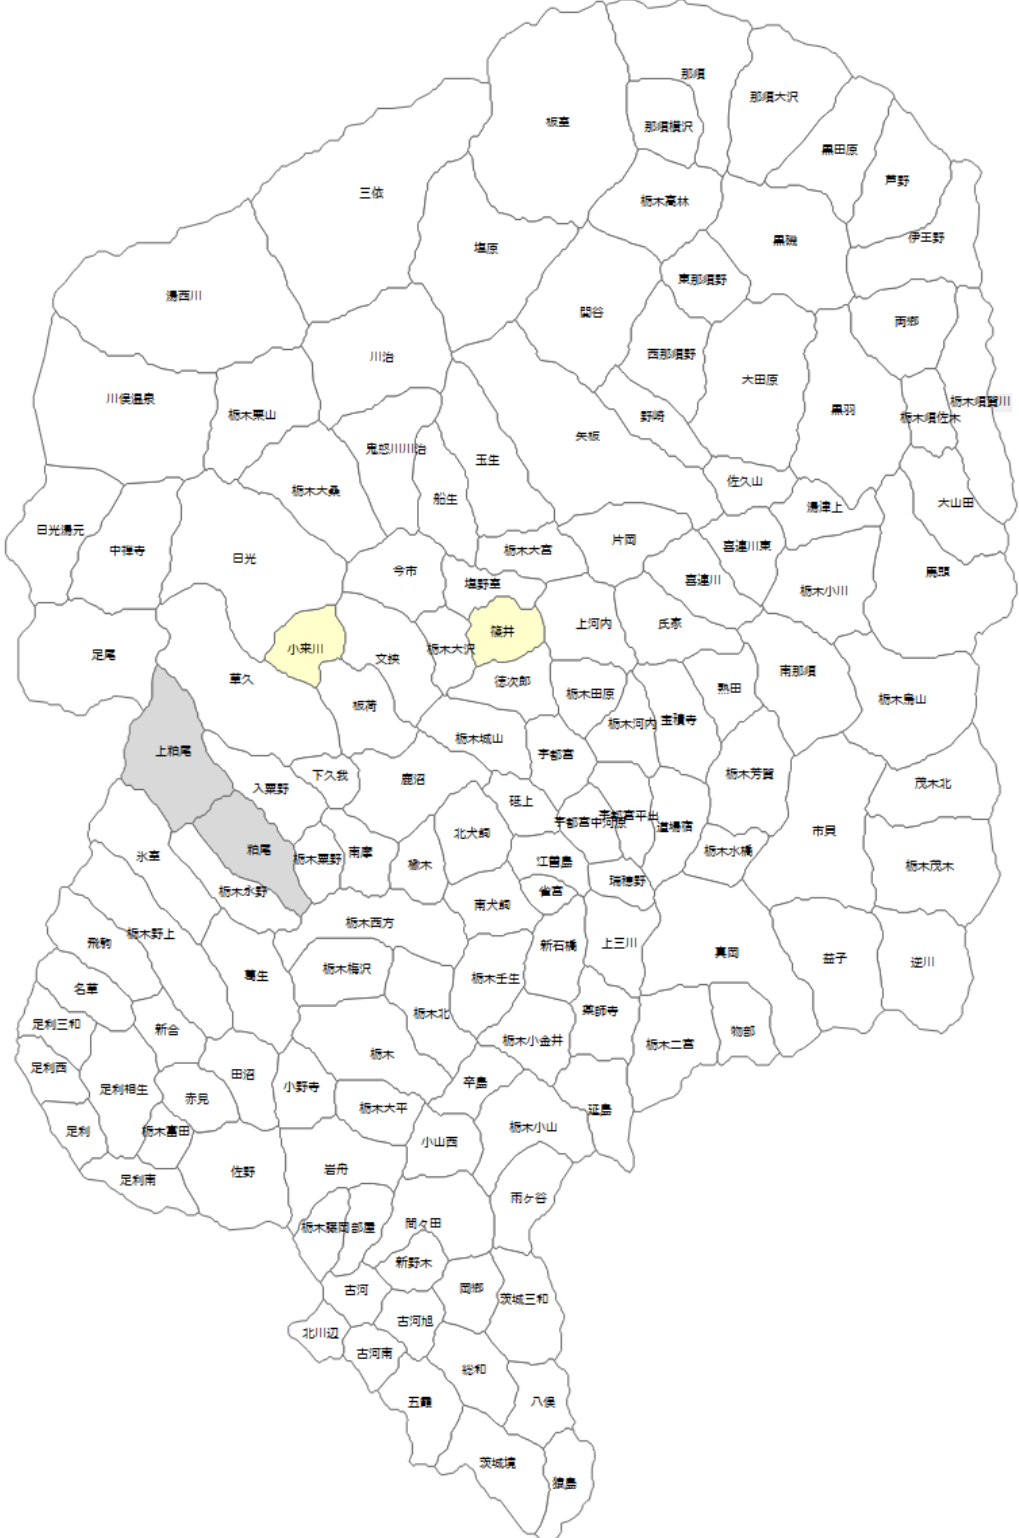 那須
那須大沢
板室
那須横沢
黒田原
芦野
三依
栃木高林
伊王野
黒磯
塩原
東那須野
湯西川
関谷
両郷
西那須野
川治
大田原
川俣温泉
栃木須賀川
黒羽
栃木栗山
野崎
栃木須佐木
矢板
鬼怒川川治
玉生
佐久山
栃木大桑
船生
大山田
湯津上
日光湯元
片岡
喜連川東
中禅寺
栃木大宮
日光
今市
馬頭
塩野室
喜連川
栃木小川
上河内
氏家
篠井
小来川
栃木大沢
足尾
文挟
南那須
草久
徳次郎
熟田
栃木田原
栃木烏山
板荷
宝積寺
栃木河内
栃木城山
上粕尾
宇都宮
栃木芳賀
下久我
鹿沼
茂木北
入粟野
砥上
宇都宮平出
宇都宮中河原
道場宿
市貝
北犬飼
粕尾
南摩
栃木水橋
氷室
栃木粟野
楡木
江曽島
栃木茂木
瑞穂野
栃木永野
雀宮
南犬飼
栃木西方
栃木野上
飛駒
新石橋
上三川
真岡
益子
逆川
栃木梅沢
葛生
栃木壬生
名草
薬師寺
栃木北
足利三和
新合
物部
栃木小金井
栃木二宮
栃木
足利西
田沼
卒島
小野寺
足利相生
赤見
栃木大平
延島
栃木小山
足利
栃木富田
小山西
岩舟
佐野
足利南
雨ケ谷
間々田
栃木藤岡
部屋
新野木
古河
岡郷
茨城三和
古河旭
北川辺
古河南
総和
五霞
八俣
茨城境
猿島